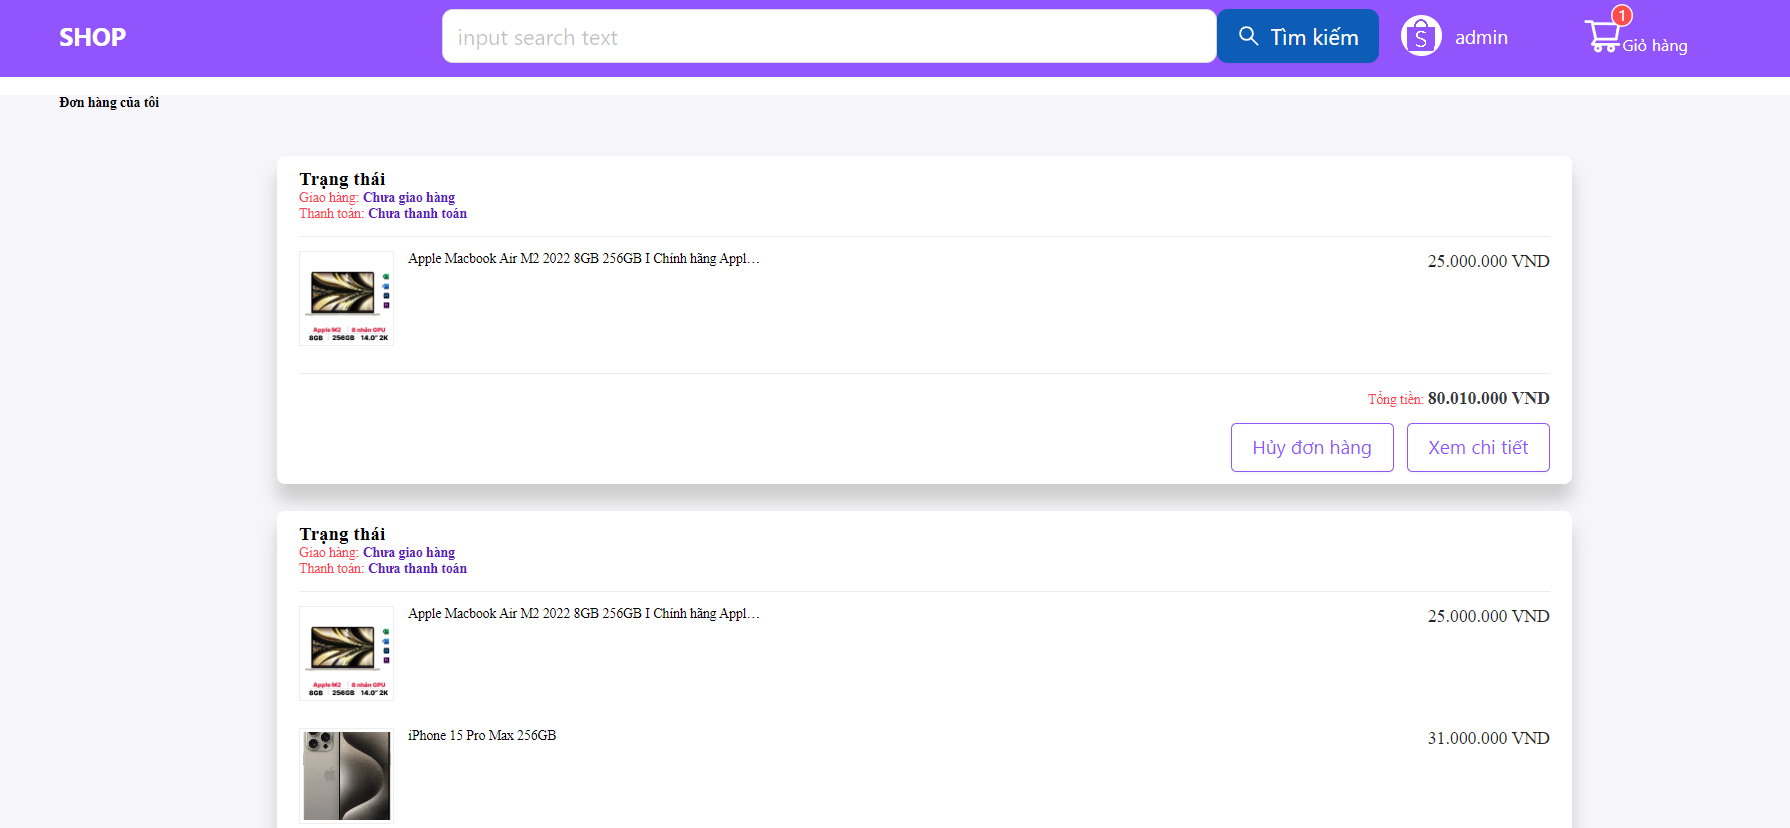 SHOP
input search text
Tìm kiếm
S
admin
1
Giỏ hàng
Đơn hàng của tôi
Trạng thái
Giao hàng: Chưa giao hàng
Thanh toán: Chưa thanh toán
Apple Macbook Air M2 2022 8GB 256GB I Chính hãng Appl...
25.000.000 VND
Apple M2 8 nhân GPU
8GB 256GB 14.0" 2K
Tổng tiền: 80.010.000 VND
Hủy đơn hàng
Xem chi tiết
Trạng thái
Giao hàng: Chưa giao hàng
Thanh toán: Chưa thanh toán
Apple Macbook Air M2 2022 8GB 256GB I Chính hãng Appl...
25.000.000 VND
Apple M2 8 nhân GPU
8GB 256GB 14.0" 2K
iPhone 15 Pro Max 256GB
31.000.000 VND